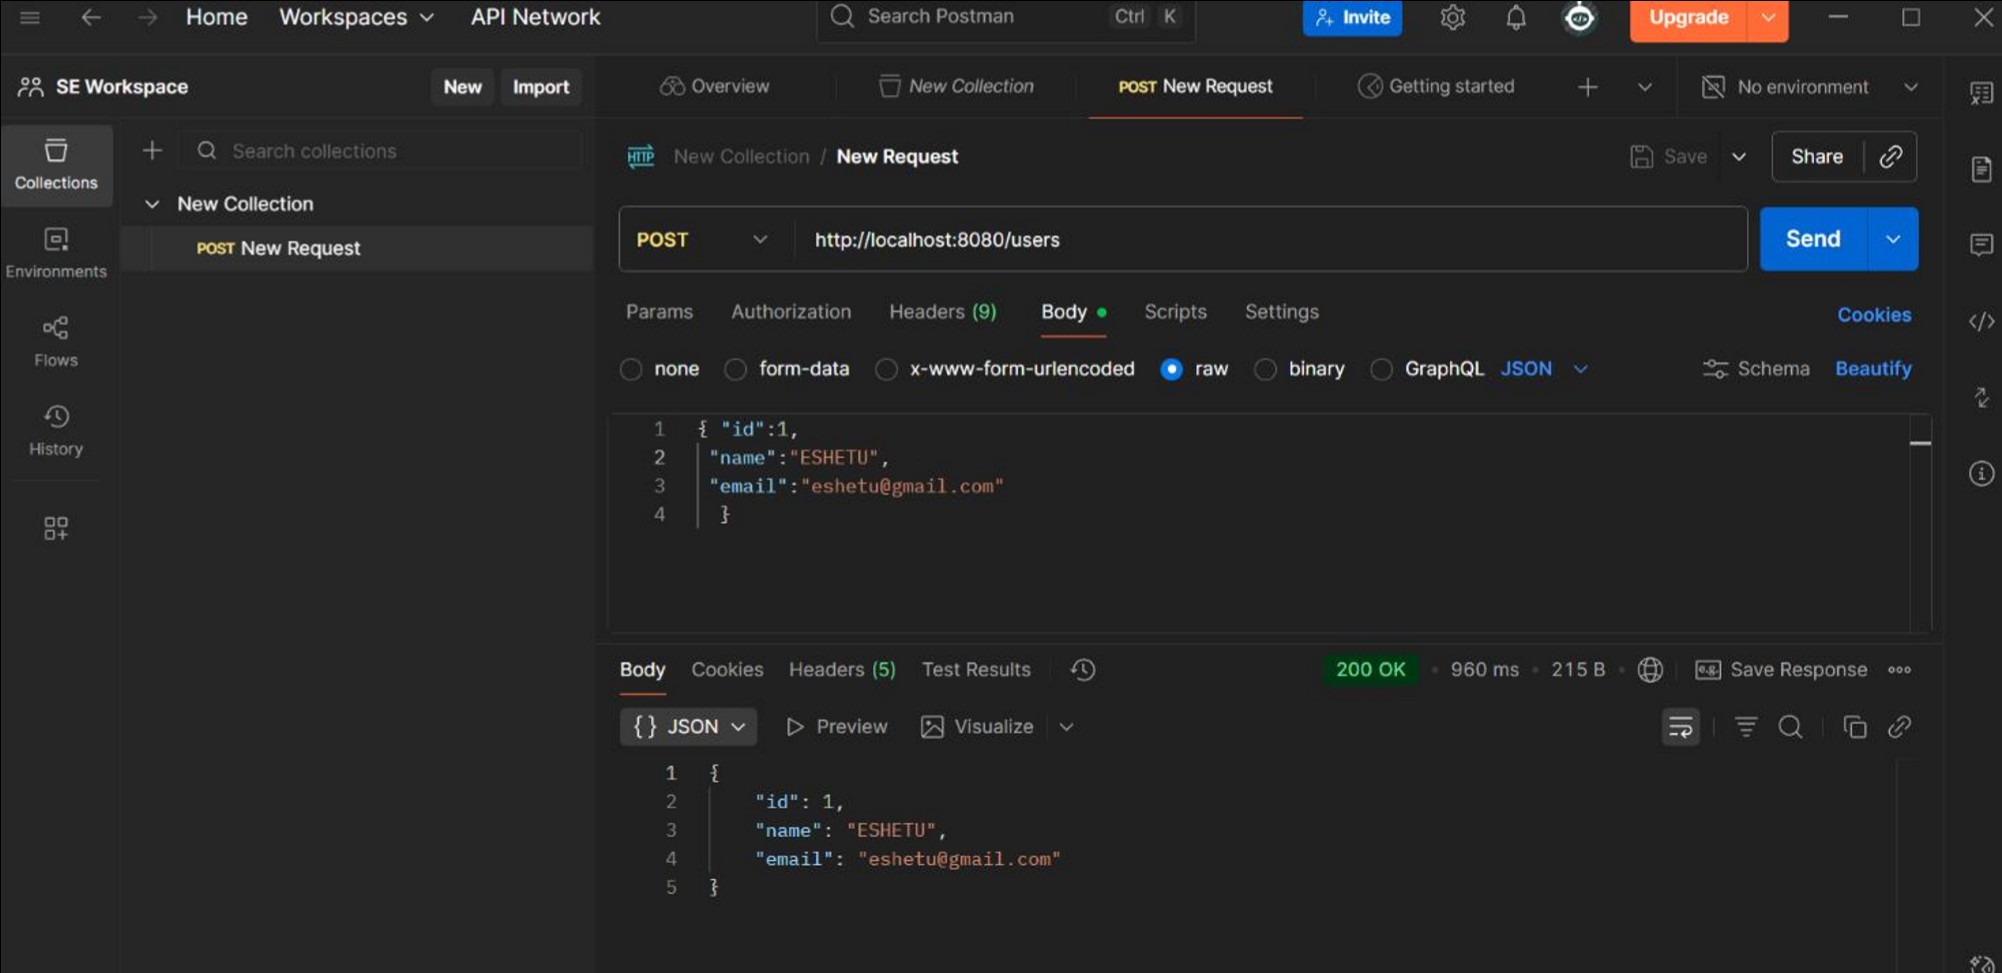 Home Workspaces API Network Search Postman Ctrl K Invite Upgrade
SE Workspace New Import Overview New Collection POST New Request Getting started No environment
Collections
Search collections
New Collection
POST New Request
Environments
Flows
History
HTTP New Collection / New Request Save Share
POST http://localhost:8080/users Send
Params Authorization Headers (9) Body Scripts Settings Cookies
none form-data x-www-form-urlencoded raw binary GraphQL JSON Schema Beautify
1 { "id":1,
2 "name":"ESHETU",
3 "email":"eshetu@gmail.com"
4 }
Body Cookies Headers (5) Test Results 200 OK • 960 ms • 215 B • e.g. Save Response
{} JSON Preview Visualize
1 {
2 "id": 1,
3 "name": "ESHETU",
4 "email": "eshetu@gmail.com"
5 }